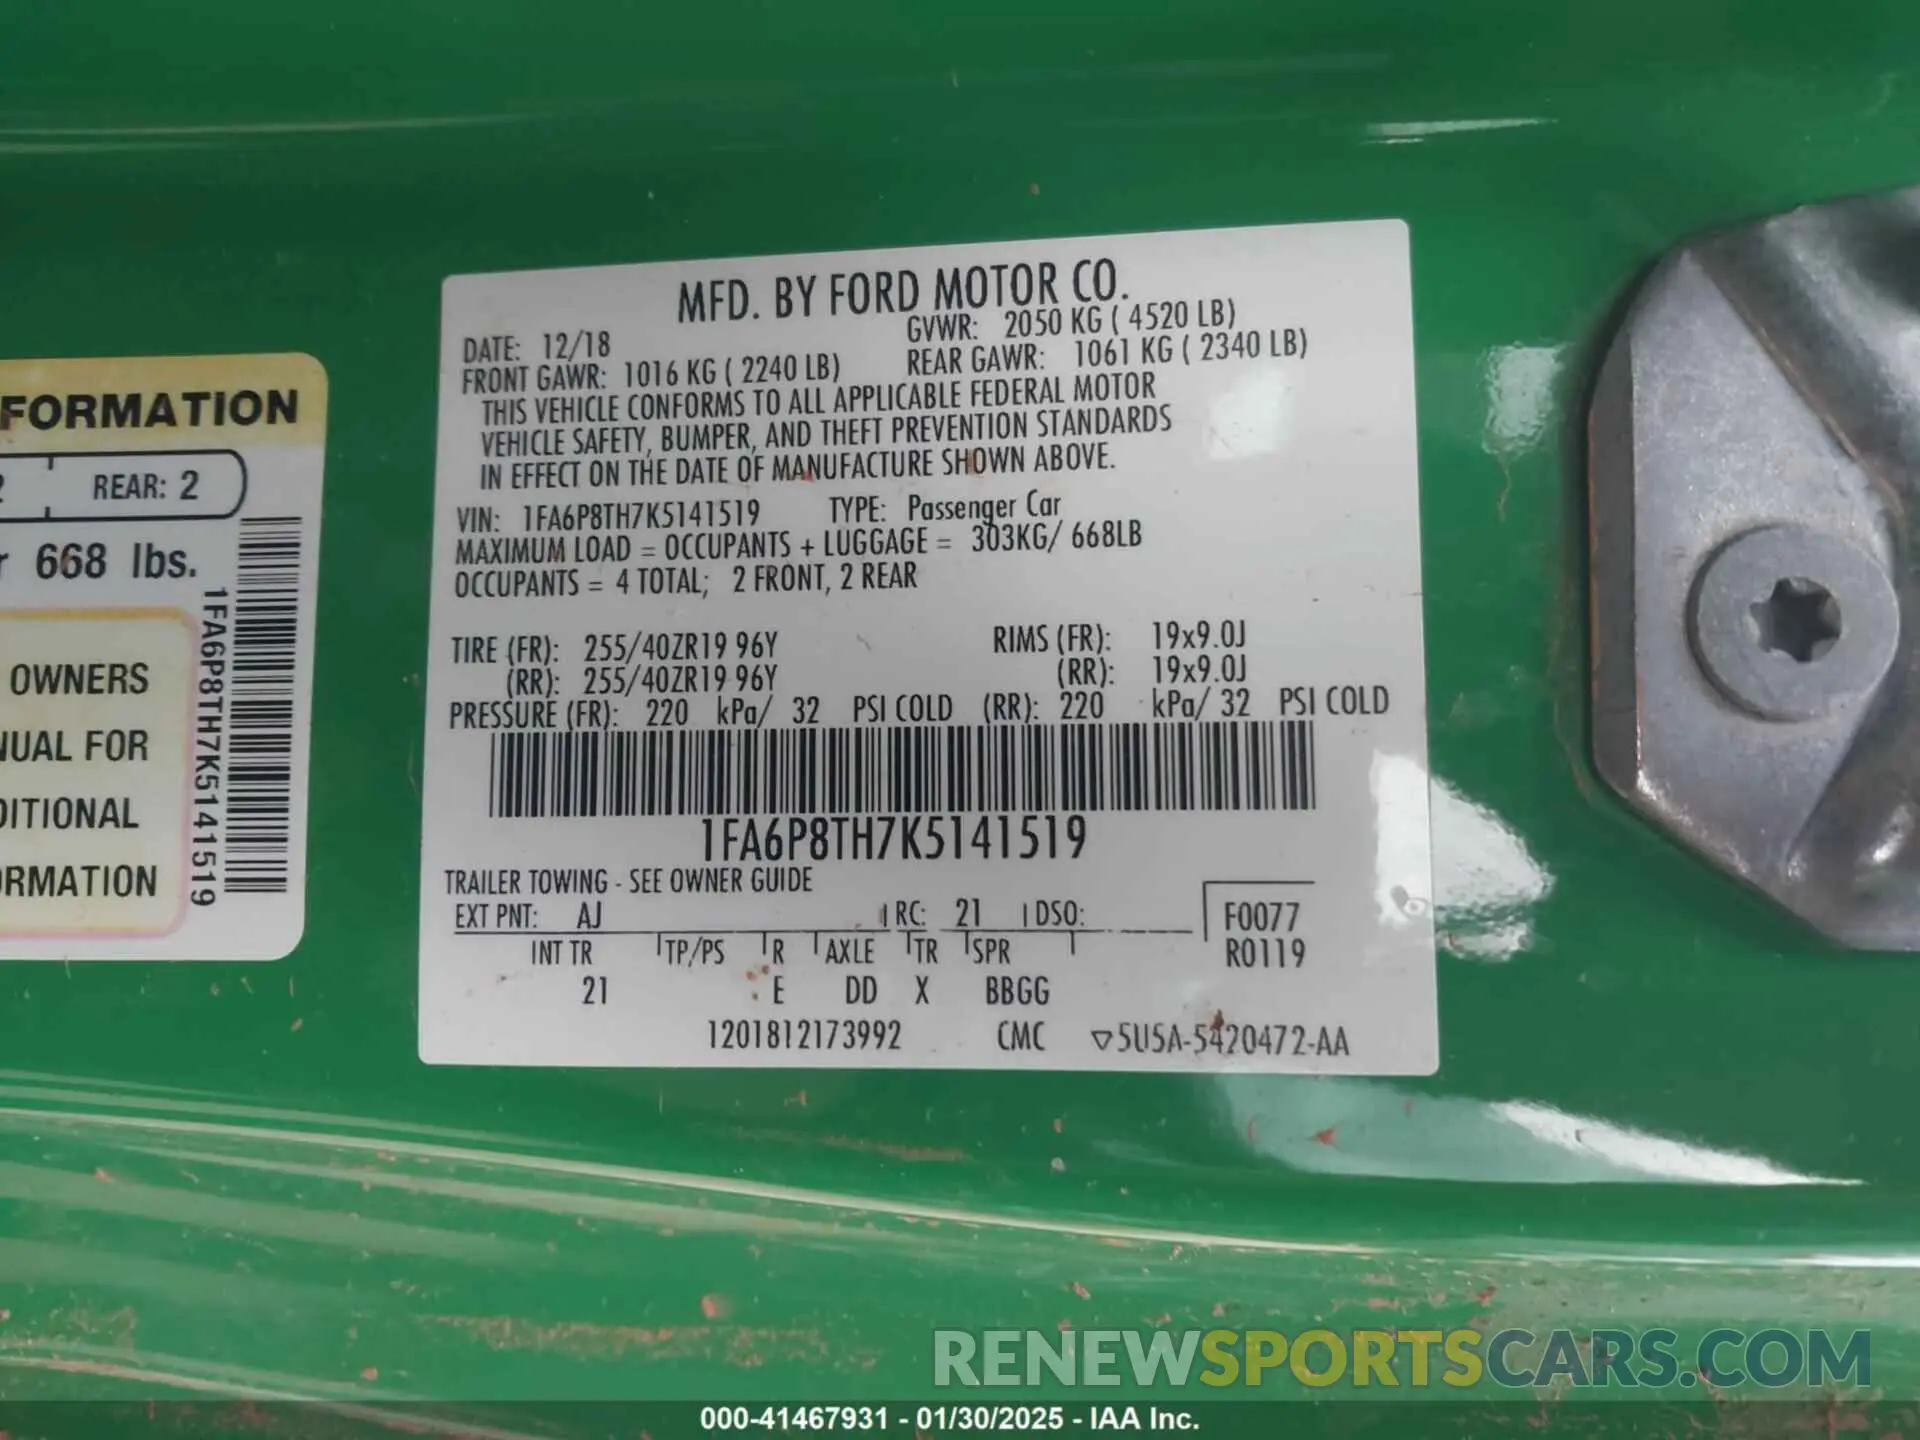 FORMATION
REAR: 2
668 lbs.
OWNERS
FOR
1FA6P8TH7K5141519
MFD. BY FORD MOTOR CO.
DATE: 12/18 GVWR: 2050 KG ( 4520 LB)
FRONT GAWR: 1016 KG ( 2240 LB) REAR GAWR: 1061 KG ( 2340 LB)
THIS VEHICLE CONFORMS TO ALL APPLICABLE FEDERAL MOTOR
VEHICLE SAFETY, BUMPER, AND THEFT PREVENTION STANDARDS
IN EFFECT ON THE DATE OF MANUFACTURE SHOWN ABOVE.
VIN: 1FA6P8TH7K5141519 TYPE: Passenger Car
MAXIMUM LOAD = OCCUPANTS + LUGGAGE = 303KG/ 668LB
OCCUPANTS = 4 TOTAL; 2 FRONT, 2 REAR
TIRE (FR): 255/40ZR19 96Y RIMS (FR): 19x9.0J
(RR): 255/40ZR19 96Y (RR): 19x9.0J
PRESSURE (FR): 220 kPa/ 32 PSI COLD (RR): 220 kPa/ 32 PSI COLD
1FA6P8TH7K5141519
TRAILER TOWING - SEE OWNER GUIDE
EXT PNT: AJ RC: 21 DSO: F0077
INT TR TP/PS R AXLE TR SPR R0119
21 E DD X BBGG
1201812173992 CMC ▽5U5A-5420472-AA
RENEWSPORTSCARS.COM
000-41467931 - 01/30/2025 - IAA Inc.